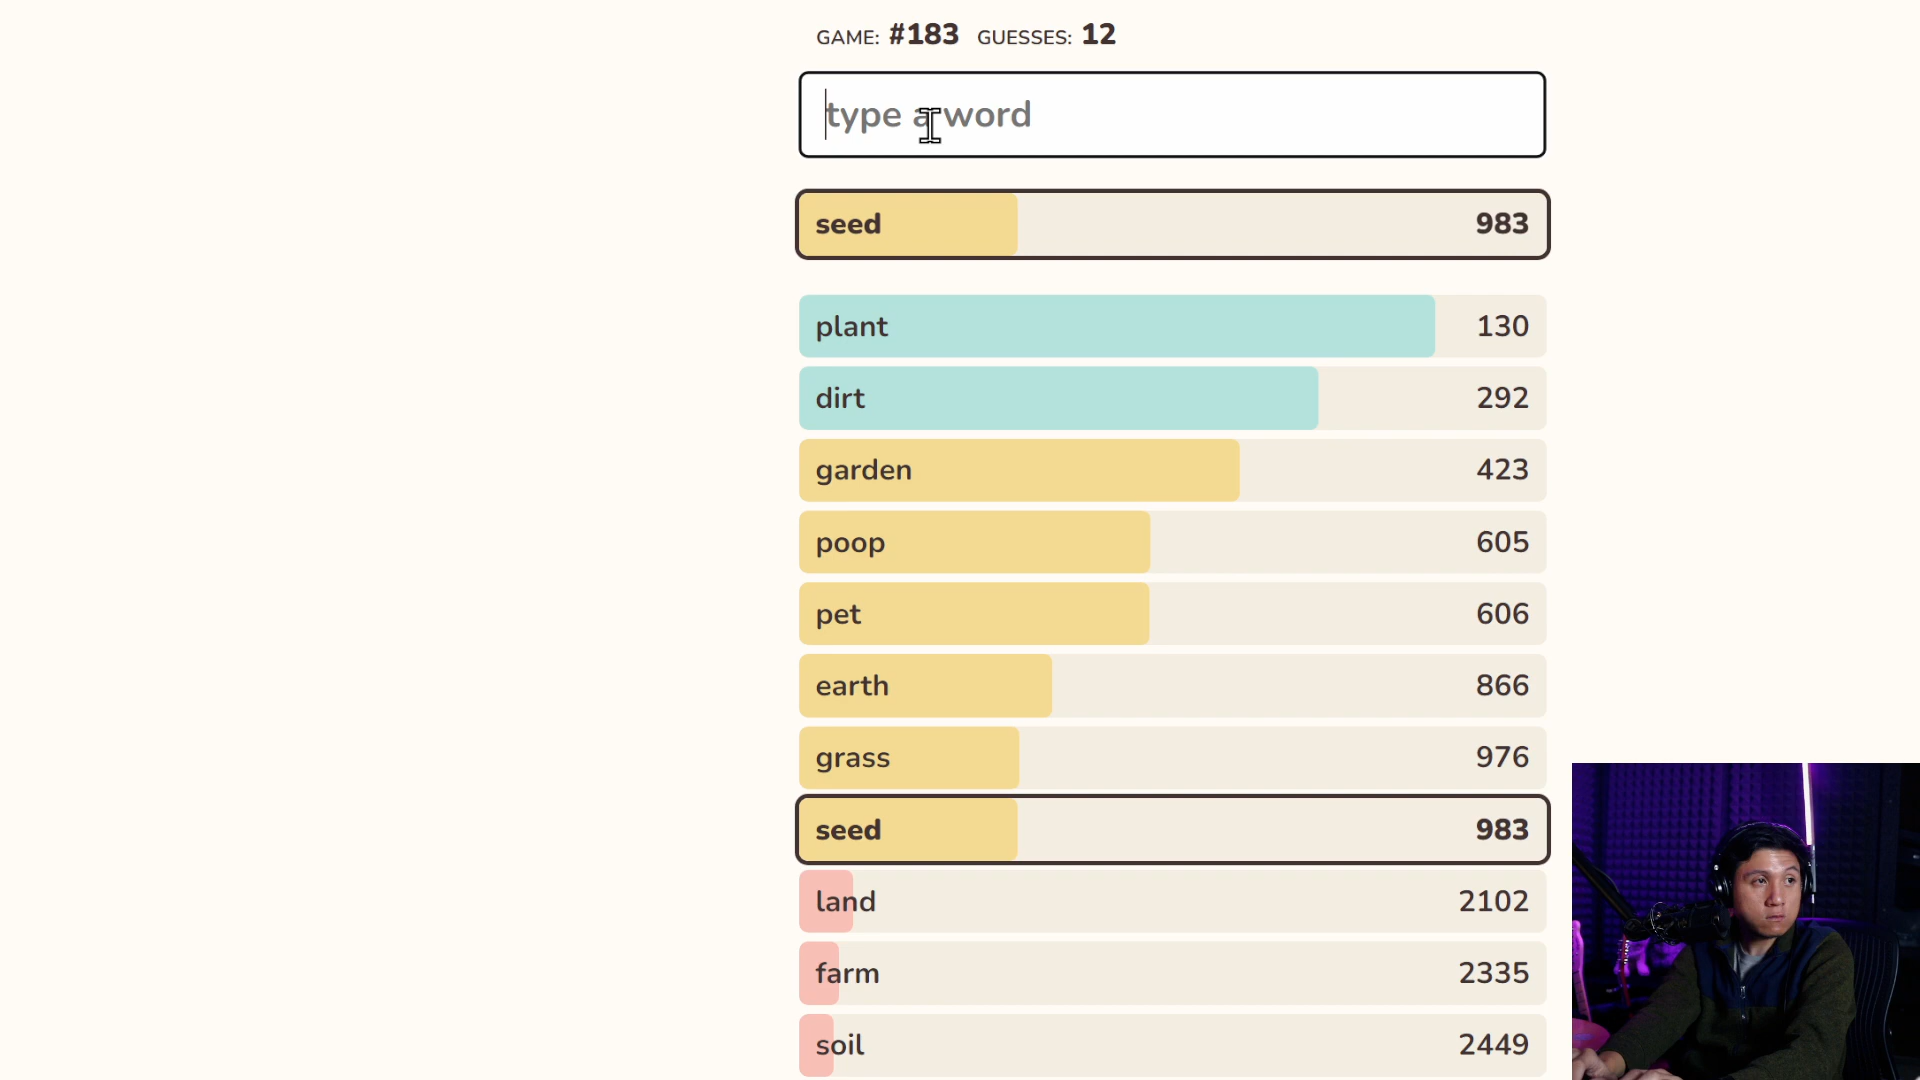 GAME: #183 GUESSES: 12
type a word
seed 983
plant 130
dirt 292
garden 423
poop 605
pet 606
earth 866
grass 976
seed 983
land 2102
farm 2335
soil 2449